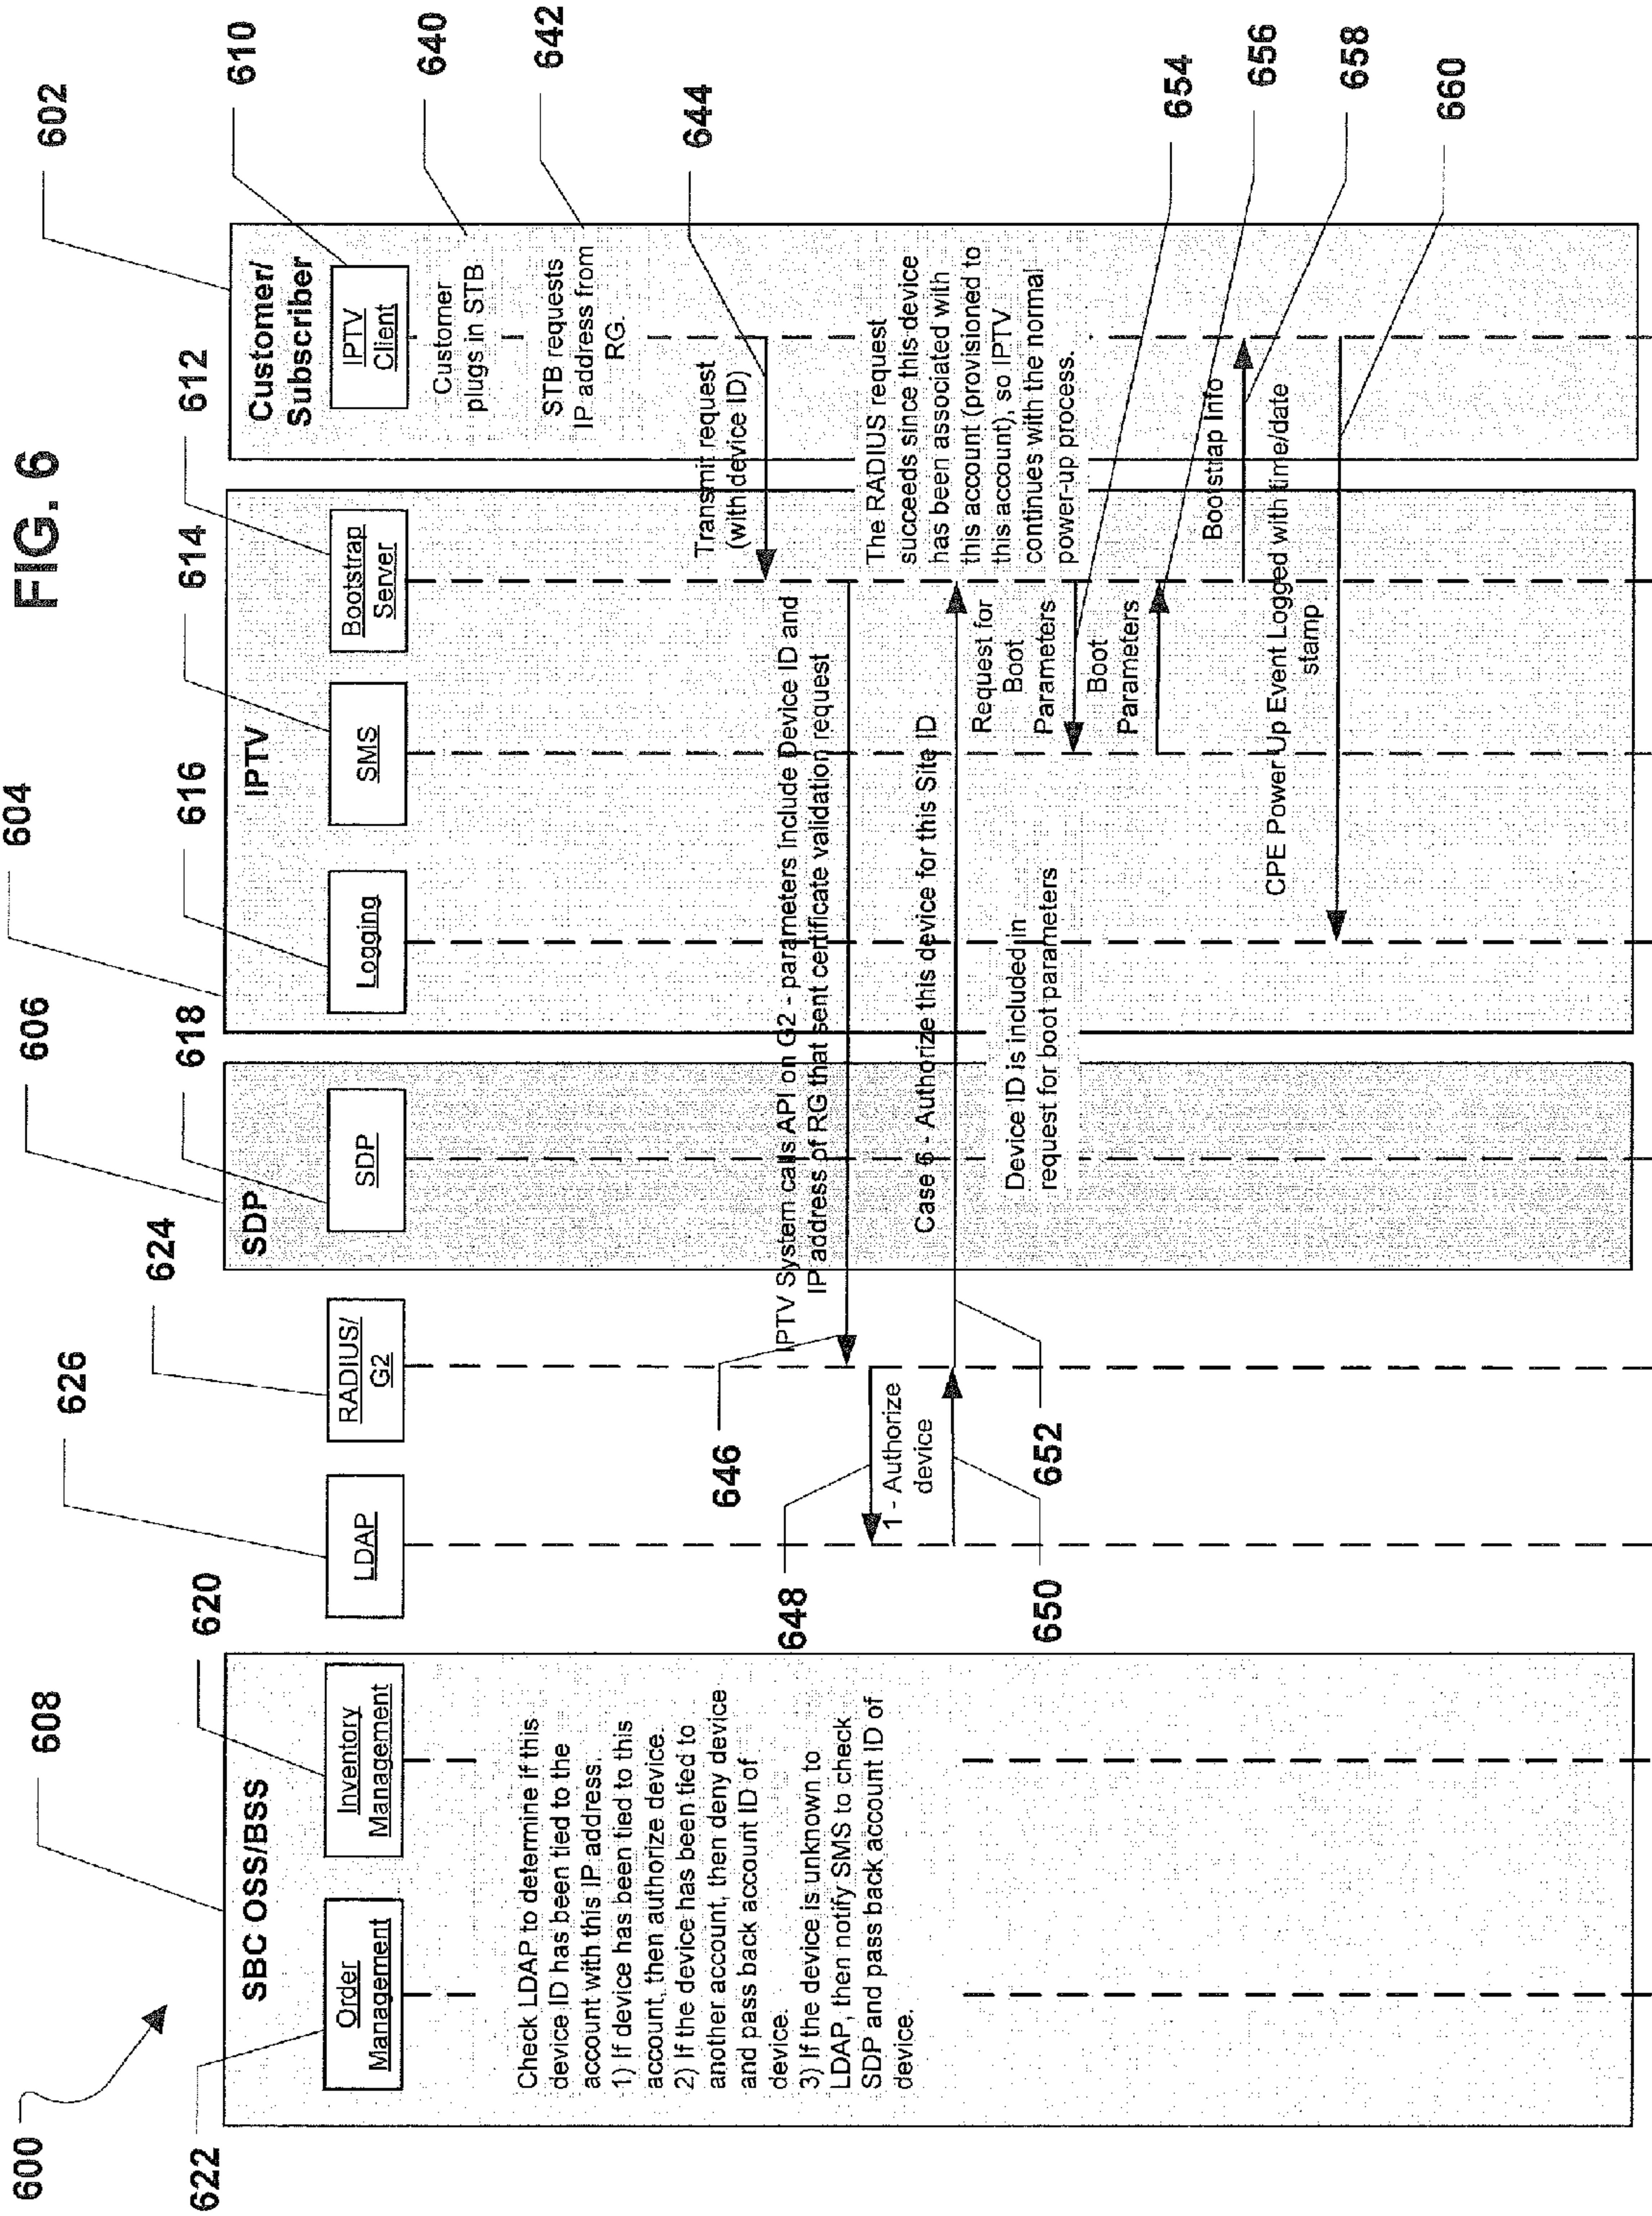 FIG. 6
600
608
626
624
606
604
602
622
620
618
616
614
612
610
SBC OSS/BSS
SDP
IPTV
Customer/
Subscriber
Order
Management
Inventory
Management
LDAP
RADIUS/
G2
SDP
Logging
SMS
Bootstrap
Server
IPTV
Client
Customer
plugs in STB
640
STB requests
IP address from
RG.
642
Check LDAP to determine if this
device ID has been tied to the
account with this IP address.
1) If device has been tied to this
account, then authorize device.
2) If the device has been tied to
another account, then deny device
and pass back account ID of
device.
3) If the device is unknown to
LDAP, then notify SMS to check
SDP and pass back account ID of
device.
Transmit request
(with device ID)
644
IPTV System calls API on G2 - parameters include Device ID and
IP address of RG that sent certificate validation request
646
648
1 - Authorize
device
650
652
Case 6 - Authorize this device for this Site ID
The RADIUS request
succeeds since this device
has been associated with
this account (provisioned to
this account), so IPTV
continues with the normal
power-up process.
Device ID is included in
request for boot parameters
Request for
Boot
Parameters
654
Boot
Parameters
656
Bootstrap Info
658
CPE Power Up Event Logged with time/date
stamp
660